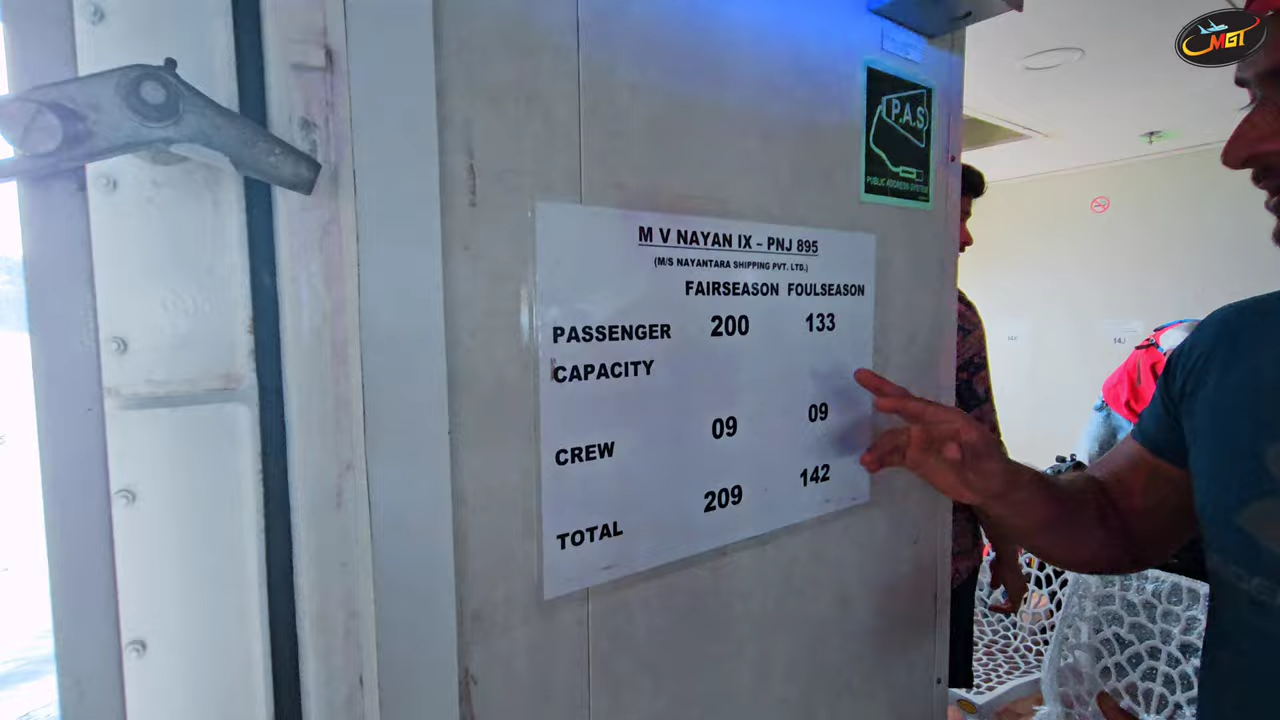 MGT
P.A.S
PUBLIC ADDRESS SYSTEM
M V NAYAN IX - PNJ 895
(M/S NAYANTARA SHIPPING PVT. LTD.)
FAIRSEASON FOULSEASON
PASSENGER 200 133
CAPACITY
CREW 09 09
TOTAL 209 142
14J